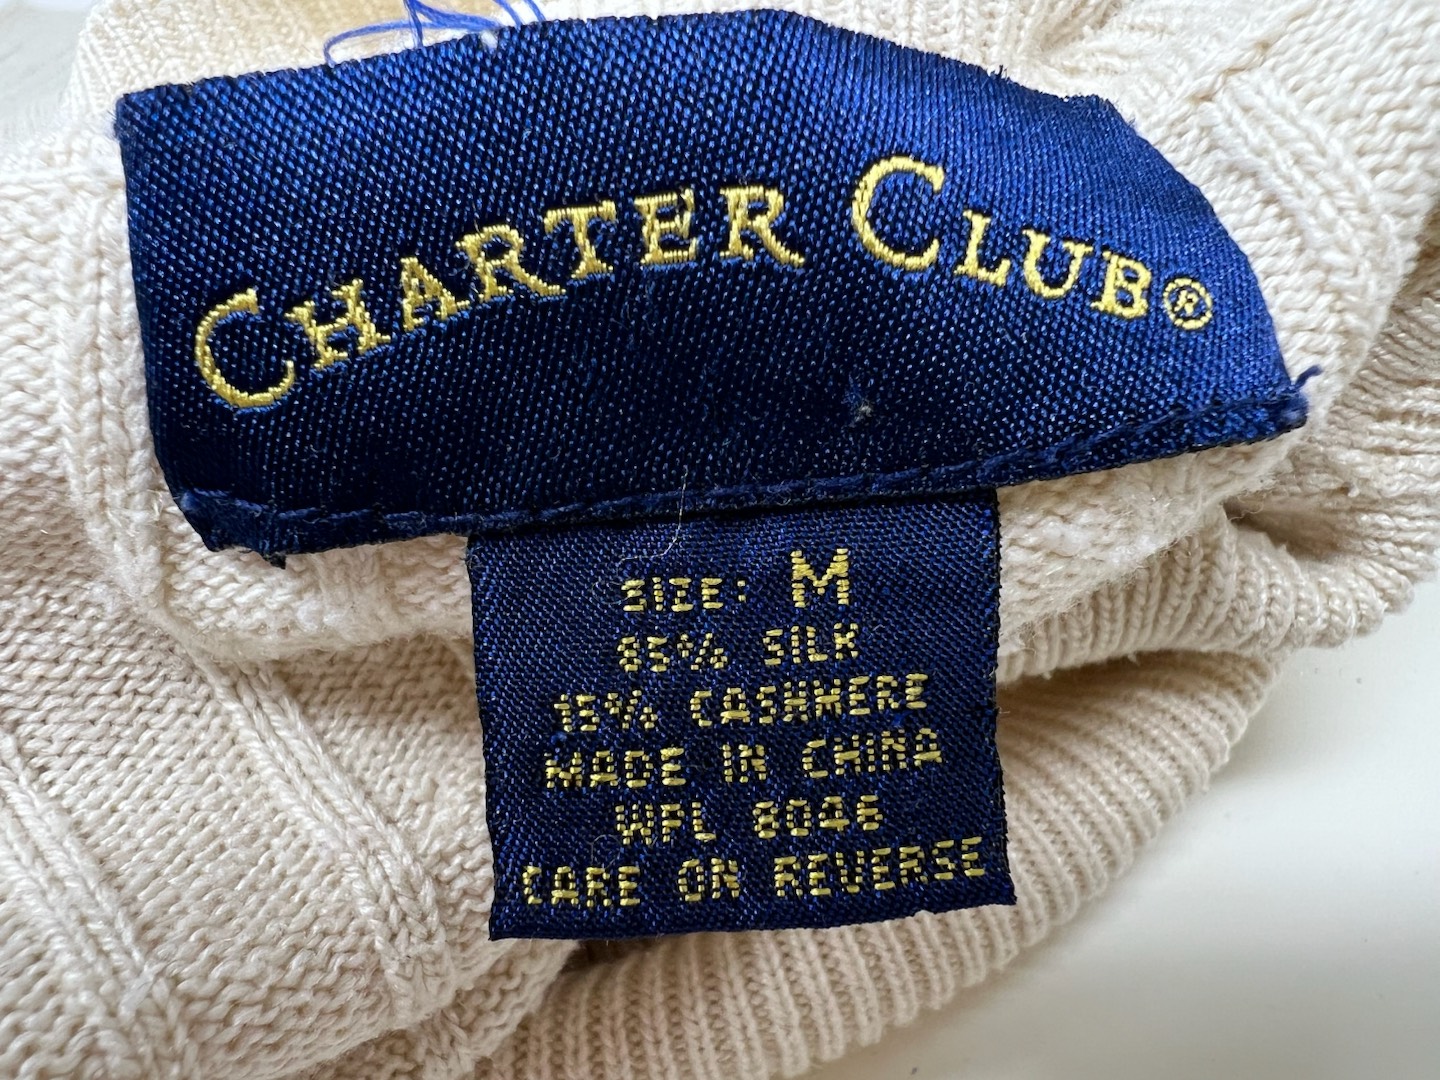 CHARTER CLUB®
SIZE: M
85% SILK
15% CASHMERE
MADE IN CHINA
WPL 8046
CARE ON REVERSE